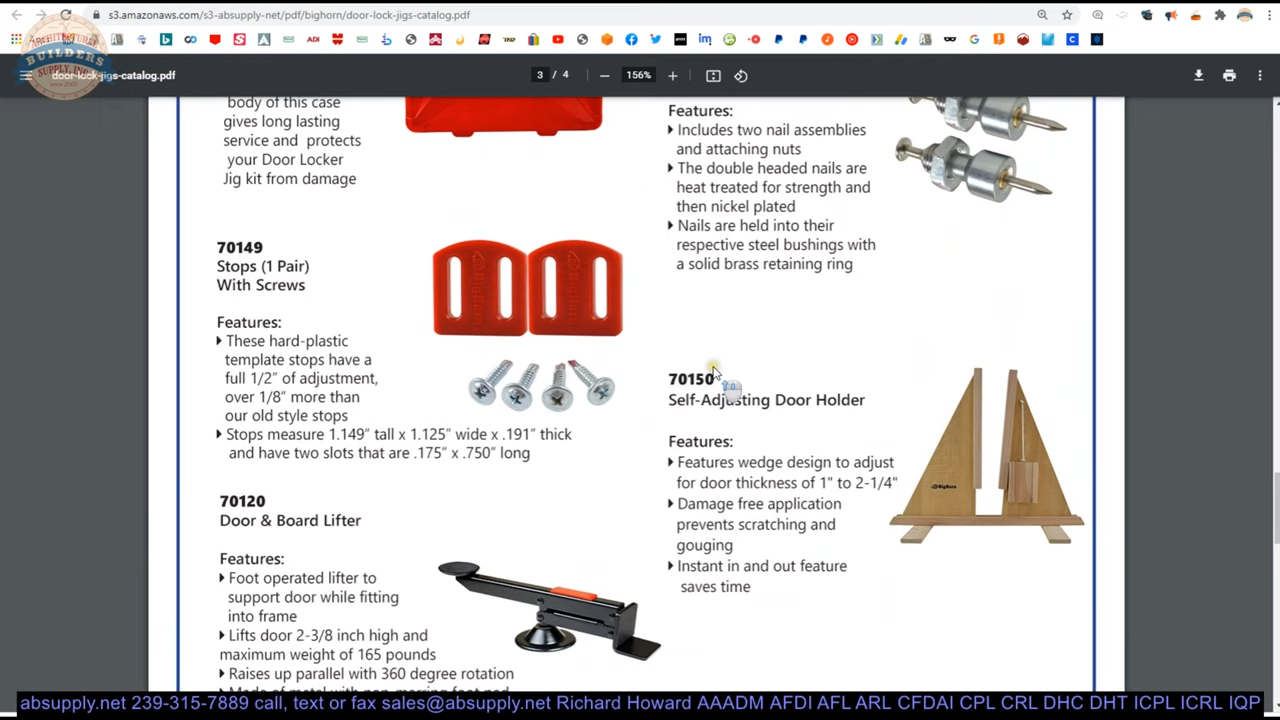 s3.amazonaws.com/s3-absupply-net/pdf/bighorn/door-lock-jigs-catalog.pdf
ARCHITECTURAL
BUILDERS
SUPPLY, INC.
door-lock-jigs-catalog.pdf
3 / 4
156%
body of this case
gives long lasting
service and protects
your Door Locker
Jig kit from damage
70149
Stops (1 Pair)
With Screws
Features:
These hard-plastic
template stops have a
full 1/2" of adjustment,
over 1/8" more than
our old style stops
Stops measure 1.149" tall x 1.125" wide x .191" thick
and have two slots that are .175" x .750" long
70120
Door & Board Lifter
Features:
Foot operated lifter to
support door while fitting
into frame
Lifts door 2-3/8 inch high and
maximum weight of 165 pounds
Raises up parallel with 360 degree rotation
Features:
Includes two nail assemblies
and attaching nuts
The double headed nails are
heat treated for strength and
then nickel plated
Nails are held into their
respective steel bushings with
a solid brass retaining ring
70150
Self-Adjusting Door Holder
Features:
Features wedge design to adjust
for door thickness of 1" to 2-1/4"
Damage free application
prevents scratching and
gouging
Instant in and out feature
saves time
BigHorn
absupply.net 239-315-7889 call, text or fax sales@absupply.net Richard Howard AAADM AFDI AFL ARL CFDAI CPL CRL DHC DHT ICPL ICRL IQP